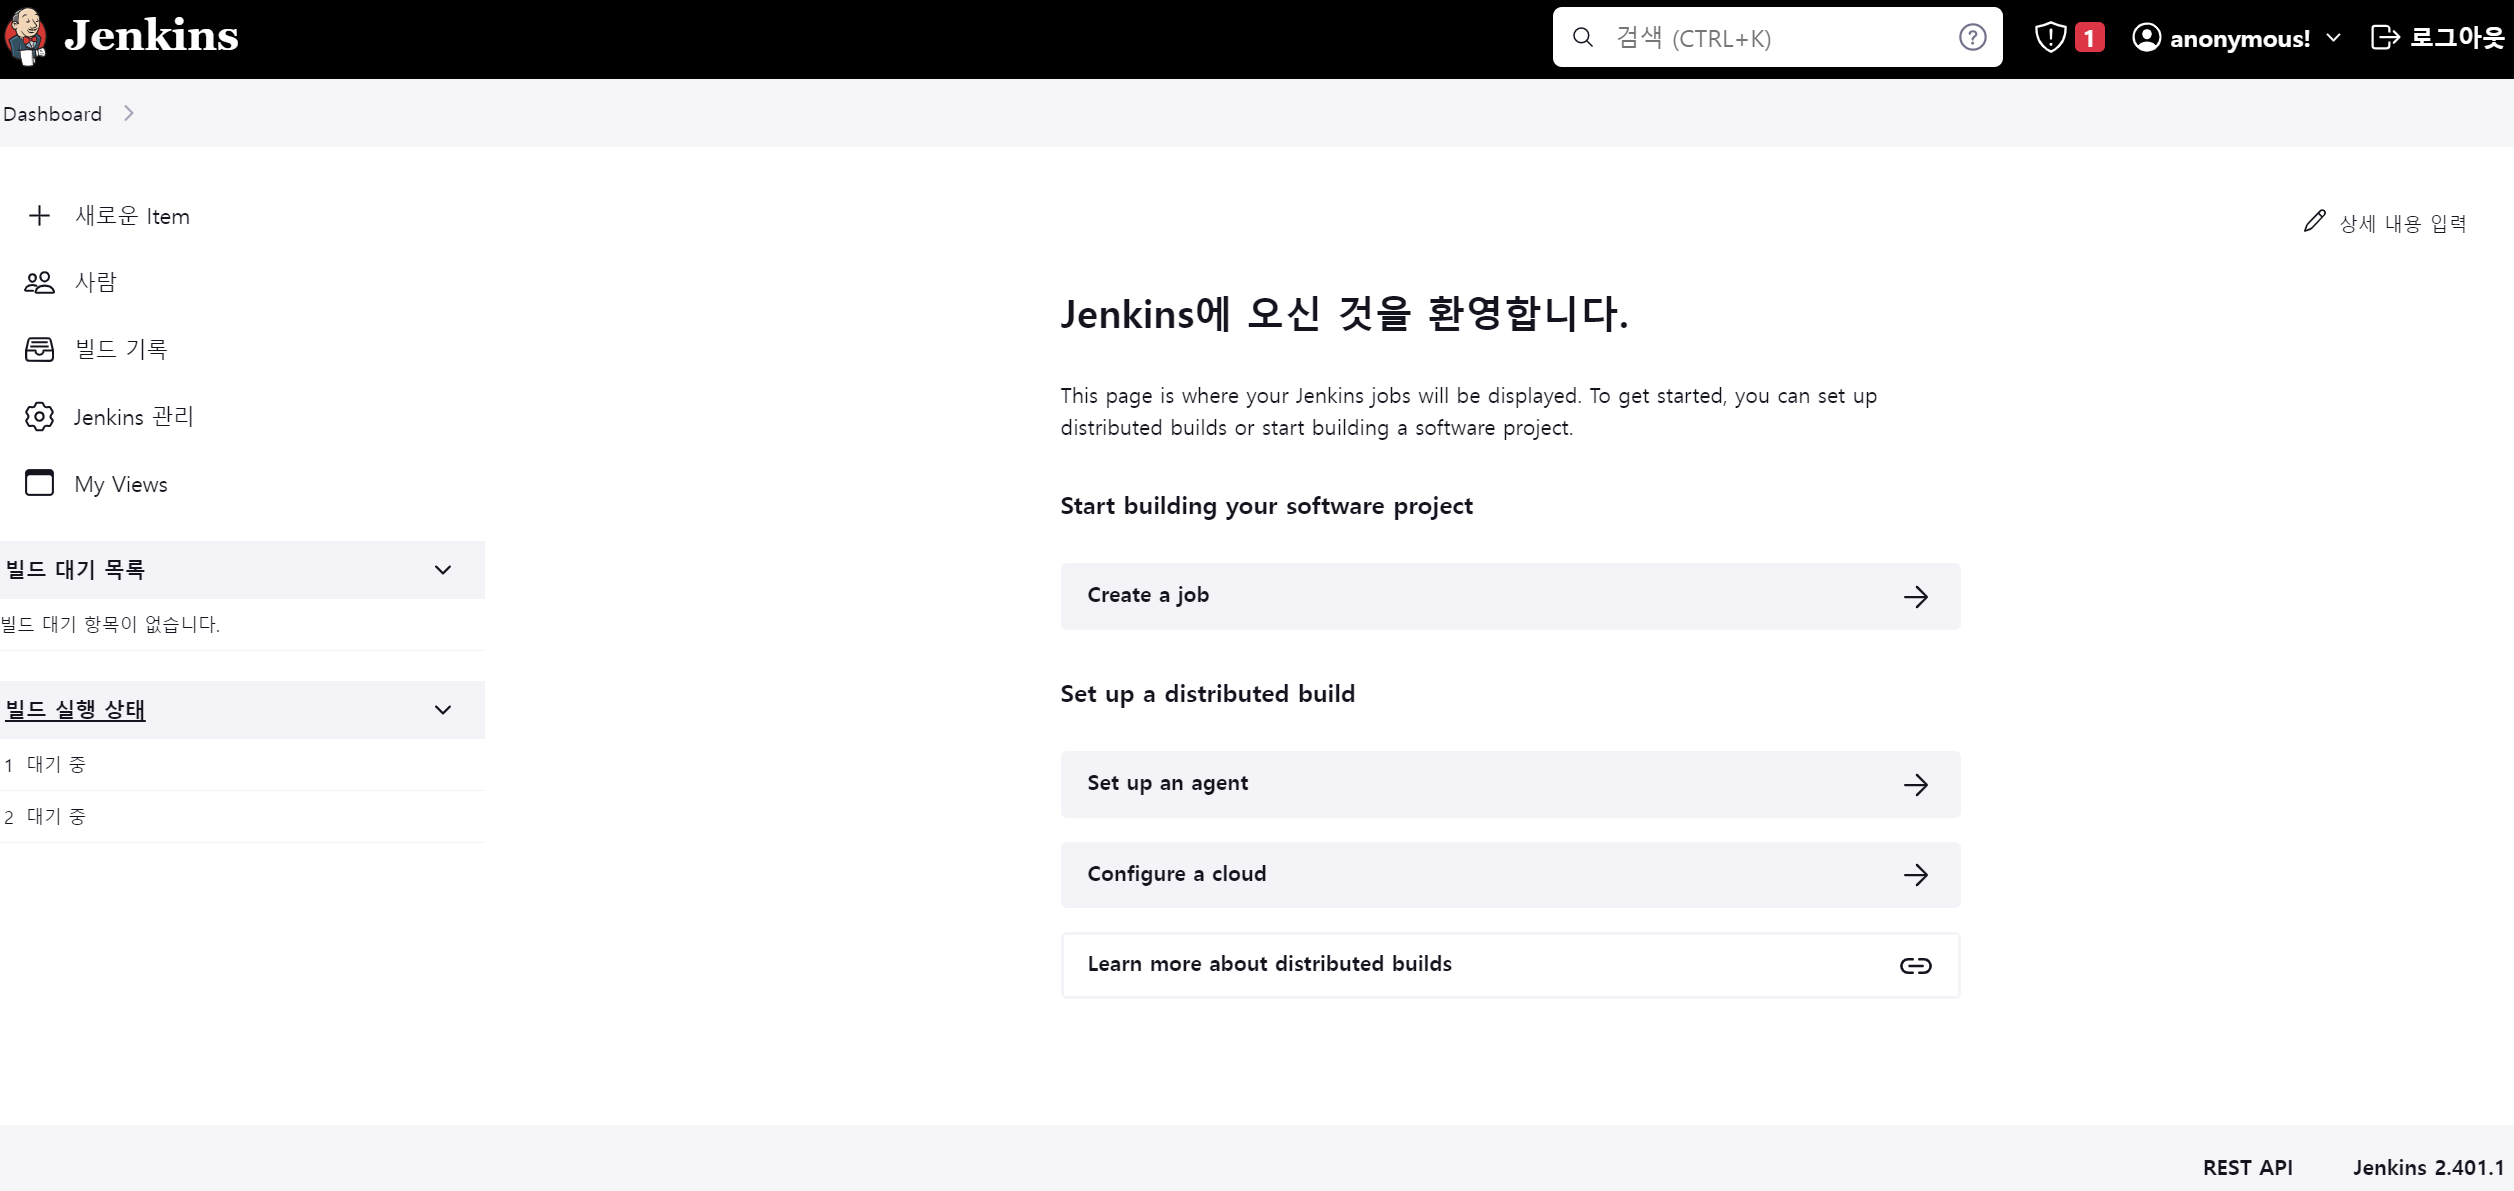 Jenkins
검색 (CTRL+K)
1
anonymous!
로그아웃
Dashboard
새로운 Item
사람
빌드 기록
Jenkins 관리
My Views
빌드 대기 목록
빌드 대기 항목이 없습니다.
빌드 실행 상태
1 대기 중
2 대기 중
상세 내용 입력
Jenkins에 오신 것을 환영합니다.
This page is where your Jenkins jobs will be displayed. To get started, you can set up
distributed builds or start building a software project.
Start building your software project
Create a job
Set up a distributed build
Set up an agent
Configure a cloud
Learn more about distributed builds
REST API
Jenkins 2.401.1